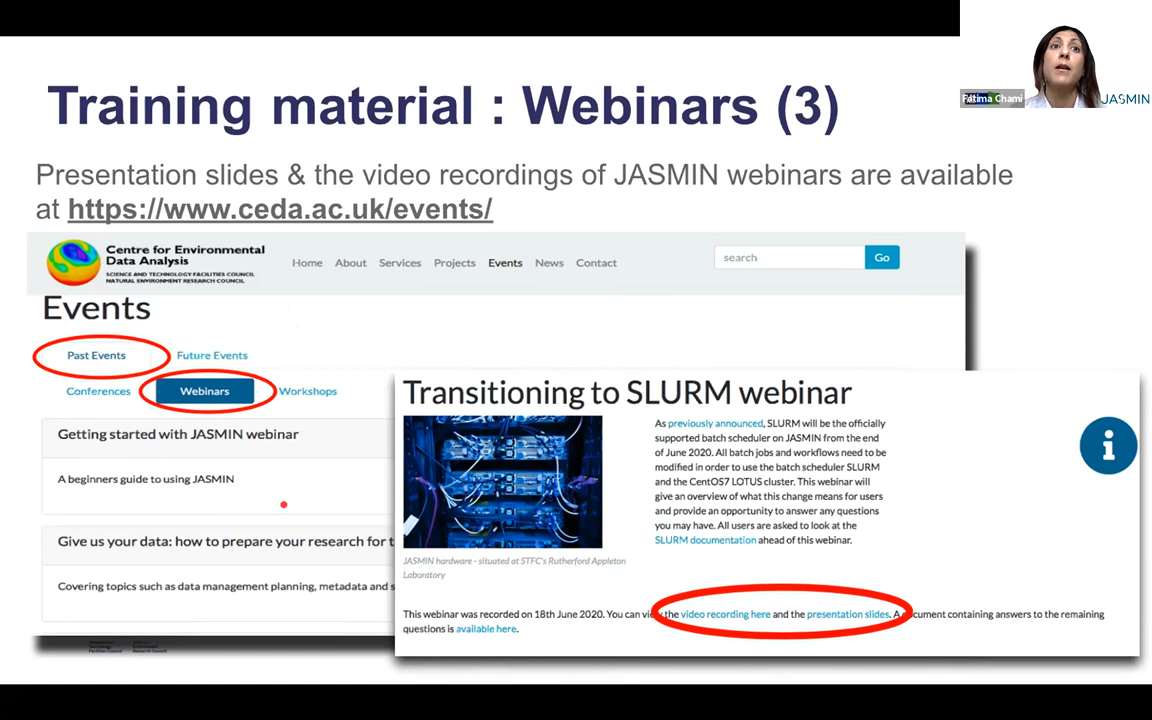 Training material : Webinars (3)
Fatima Chami
JASMIN
Presentation slides & the video recordings of JASMIN webinars are available
at https://www.ceda.ac.uk/events/
Centre for Environmental
Data Analysis
SCIENCE AND TECHNOLOGY FACILITIES COUNCIL
NATURAL ENVIRONMENT RESEARCH COUNCIL
Home About Services Projects Events News Contact
search Go
Events
Past Events Future Events
Conferences Webinars Workshops
Getting started with JASMIN webinar
A beginners guide to using JASMIN
Give us your data: how to prepare your research for t
Covering topics such as data management planning, metadata and s
Transitioning to SLURM webinar
As previously announced, SLURM will be the officially
supported batch scheduler on JASMIN from the end
of June 2020. All batch jobs and workflows need to be
modified in order to use the batch scheduler SLURM
and the CentOS7 LOTUS cluster. This webinar will
give an overview of what this change means for users
and provide an opportunity to answer any questions
you may have. All users are asked to look at the
SLURM documentation ahead of this webinar.
JASMIN hardware - situated at STFC's Rutherford Appleton
Laboratory
This webinar was recorded on 18th June 2020. You can view the video recording here and the presentation slides. A document containing answers to the remaining
questions is available here.
i